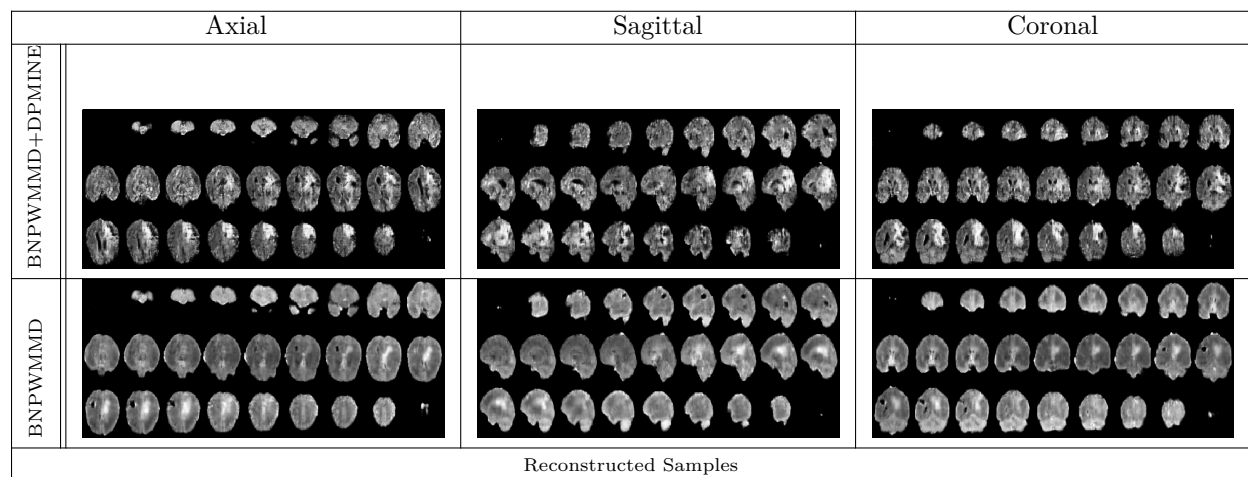 Axial Sagittal Coronal
BNPWMMD+DPMINE
BNPWMMD
Reconstructed Samples